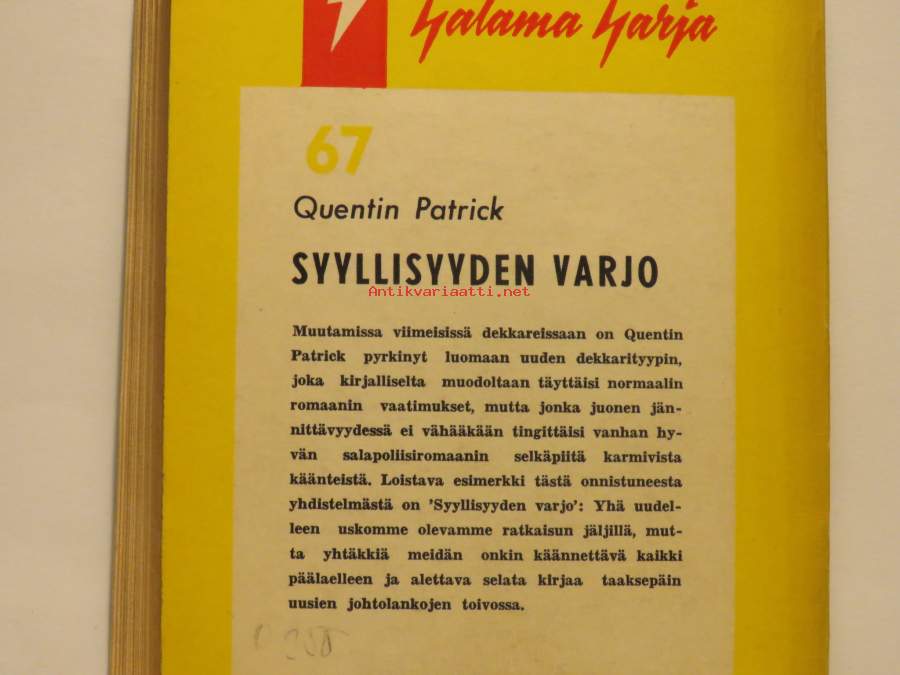 Salama Sarja
67
Quentin Patrick
SYYLLISYYDEN VARJO
Antikvariaatti.net
Muutamissa viimeisissä dekkareissaan on Quentin
Patrick pyrkinyt luomaan uuden dekkarityypin,
joka kirjalliselta muodoltaan täyttäisi normaalin
romaanin vaatimukset, mutta jonka juonen jän-
nittävyydessä ei vähääkään tingittäisi vanhan hy-
vän salapoliisiromaanin selkäpiitä karmivista
käänteistä. Loistava esimerkki tästä onnistuneesta
yhdistelmästä on 'Syyllisyyden varjo': Yhä uudel-
leen uskomme olevamme ratkaisun jäljillä, mut-
ta yhtäkkiä meidän onkin käännettävä kaikki
päälaelleen ja alettava selata kirjaa taaksepäin
uusien johtolankojen toivossa.